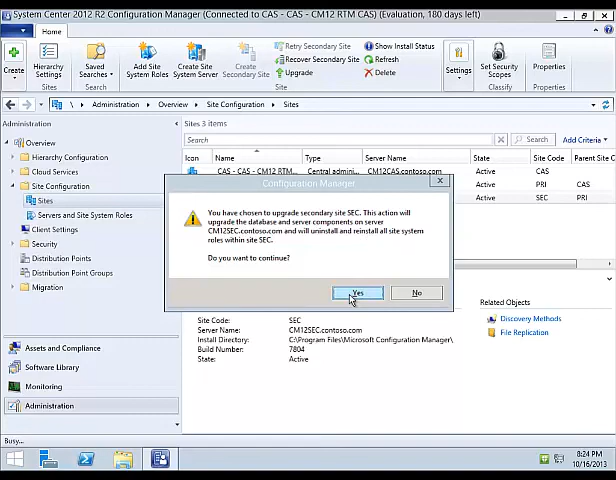 System Center 2012 R2 Configuration Manager (Connected to CAS - CAS - CM12 RTM CAS) (Evaluation, 180 days left)
Home
Create
Hierarchy Settings
Sites
Saved Searches
Search
Add Site System Roles
Create Site System Server
Create Secondary Site
Retry Secondary Site
Recover Secondary Site
Upgrade
Show Install Status
Refresh
Delete
Settings
Set Security Scopes
Classify
Properties
Properties
\ Administration Overview Site Configuration Sites
Administration
Overview
Hierarchy Configuration
Cloud Services
Site Configuration
Sites
Servers and Site System Roles
Client Settings
Security
Distribution Points
Distribution Point Groups
Migration
Assets and Compliance
Software Library
Monitoring
Administration
Sites 3 items
Search
Search
Add Criteria
Icon Name Type Server Name State Site Code Parent Site
CAS - CAS - CM12 RTM... Central admini... CM12CAS.contoso.com Active CAS
Active PRI CAS
Active SEC PRI
Configuration Manager
You have chosen to upgrade secondary site SEC. This action will
upgrade the database and server components on server
CM12SEC.contoso.com and will uninstall and reinstall all site system
roles within site SEC.
Do you want to continue?
Yes
No
Site Code: SEC
Server Name: CM12SEC.contoso.com
Install Directory: C:\Program Files\Microsoft Configuration Manager\
Build Number: 7804
State: Active
Related Objects
Discovery Methods
File Replication
Busy...
8:24 PM
10/16/2013